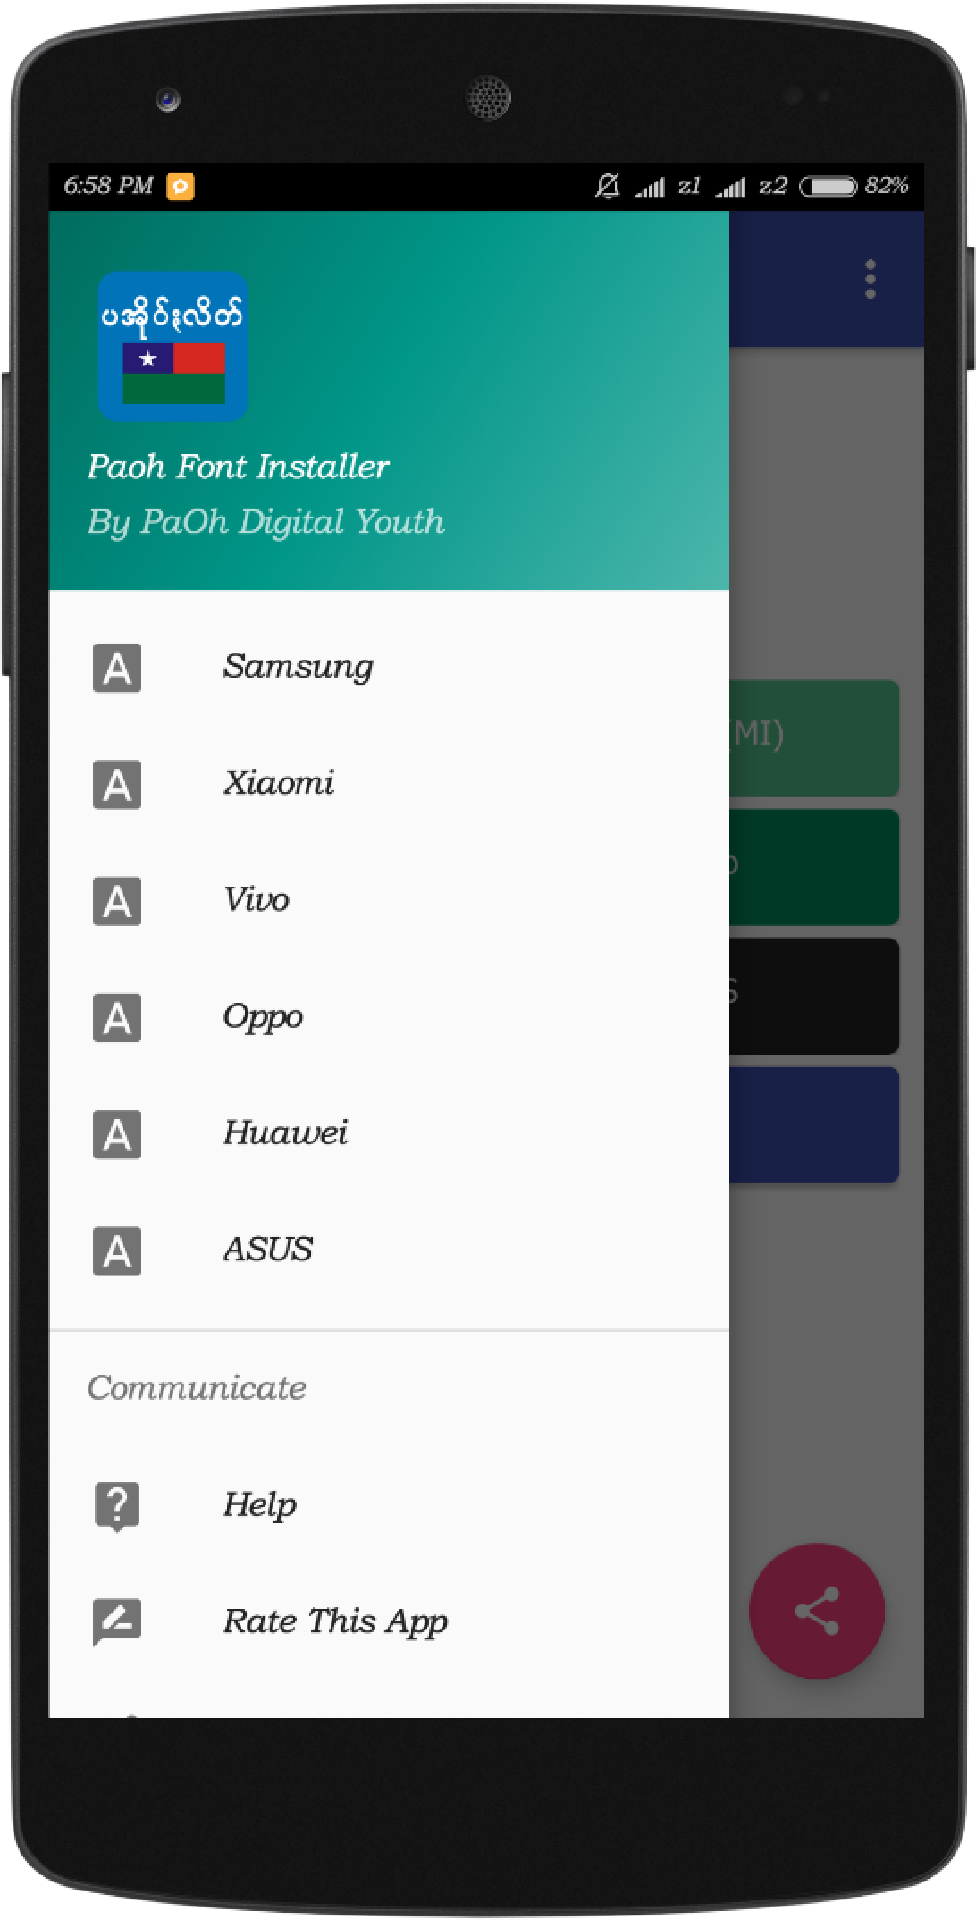 6:58 PM z1 z2 82%
ပအိုဝ်ႏလိတ်
Paoh Font Installer
By PaOh Digital Youth
Samsung
(MI)
Xiaomi
Vivo
Oppo
Huawei
ASUS
Communicate
Help
Rate This App